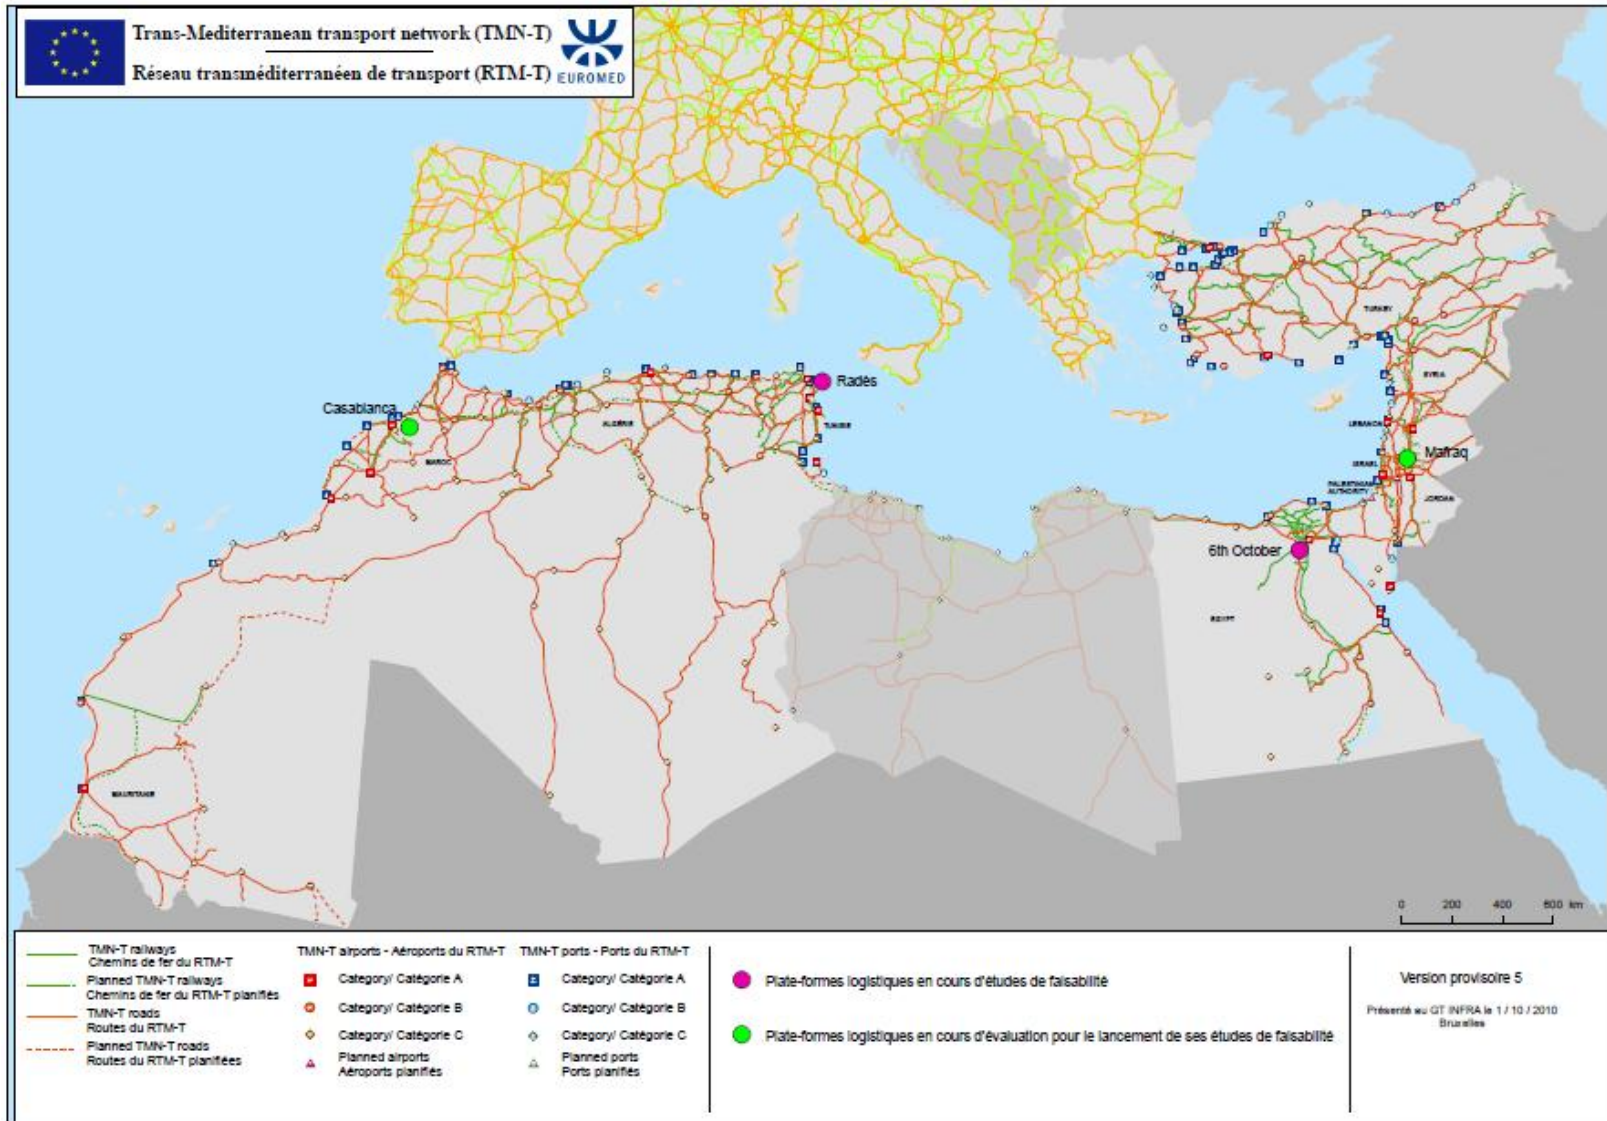 Trans-Mediterranean transport network (TMN-T)
Réseau transméditerranéen de transport (RTM-T)
EUROMED
Radès
Casablanca
TURKEY
SYRIA
LEBANON
Mafraq
ISRAEL
PALESTINIAN
AUTHORITY
JORDAN
6th October
EGYPT
ALGÉRIE
TUNISIE
MAROC
MAURITANIE
0 200 400 600 km
TMN-T railways
Chemins de fer du RTM-T
Planned TMN-T railways
Chemins de fer du RTM-T planifiés
TMN-T roads
Routes du RTM-T
Planned TMN-T roads
Routes du RTM-T planifiées
TMN-T airports - Aéroports du RTM-T
Category/ Catégorie A
Category/ Catégorie B
Category/ Catégorie C
Planned airports
Aéroports planifiés
TMN-T ports - Ports du RTM-T
Category/ Catégorie A
Category/ Catégorie B
Category/ Catégorie C
Planned ports
Ports planifiés
Plate-formes logistiques en cours d'études de faisabilité
Plate-formes logistiques en cours d'évaluation pour le lancement de ses études de faisabilité
Version provisoire 5
Présenté au GT INFRA le 1 / 10 / 2010
Bruxelles